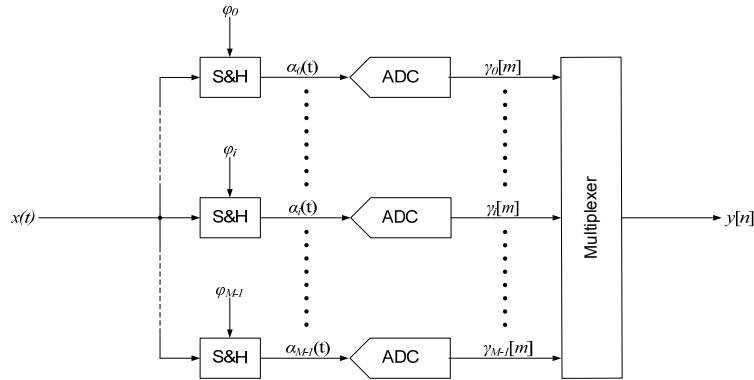 φ0
S&H
α0(t)
ADC
γ0[m]
φi
x(t)
S&H
αi(t)
ADC
γi[m]
Multiplexer
y[n]
φM-1
S&H
αM-1(t)
ADC
γM-1[m]